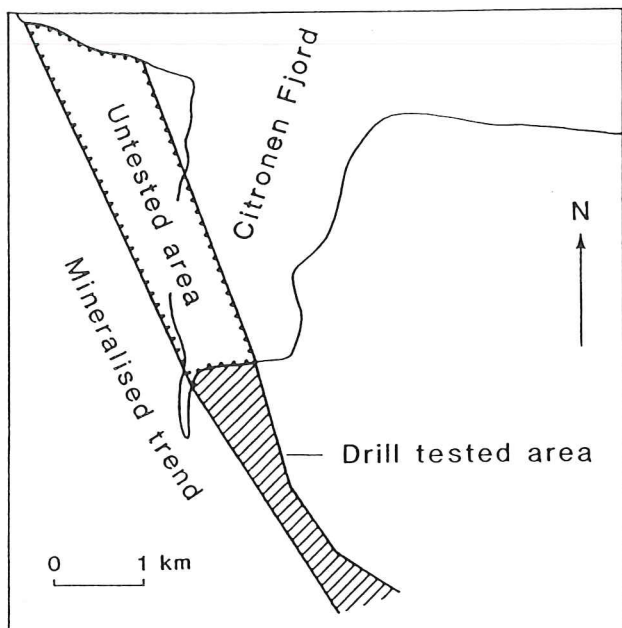 Citronen Fjord
Untested area
N
Mineralised trend
Drill tested area
0 1 km